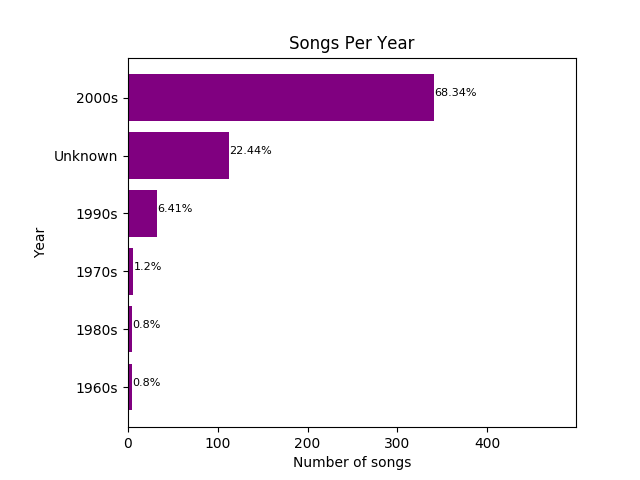 Songs Per Year
2000s
68.34%
Unknown
22.44%
1990s
6.41%
Year
1970s
1.2%
1980s
0.8%
1960s
0.8%
0 100 200 300 400
Number of songs